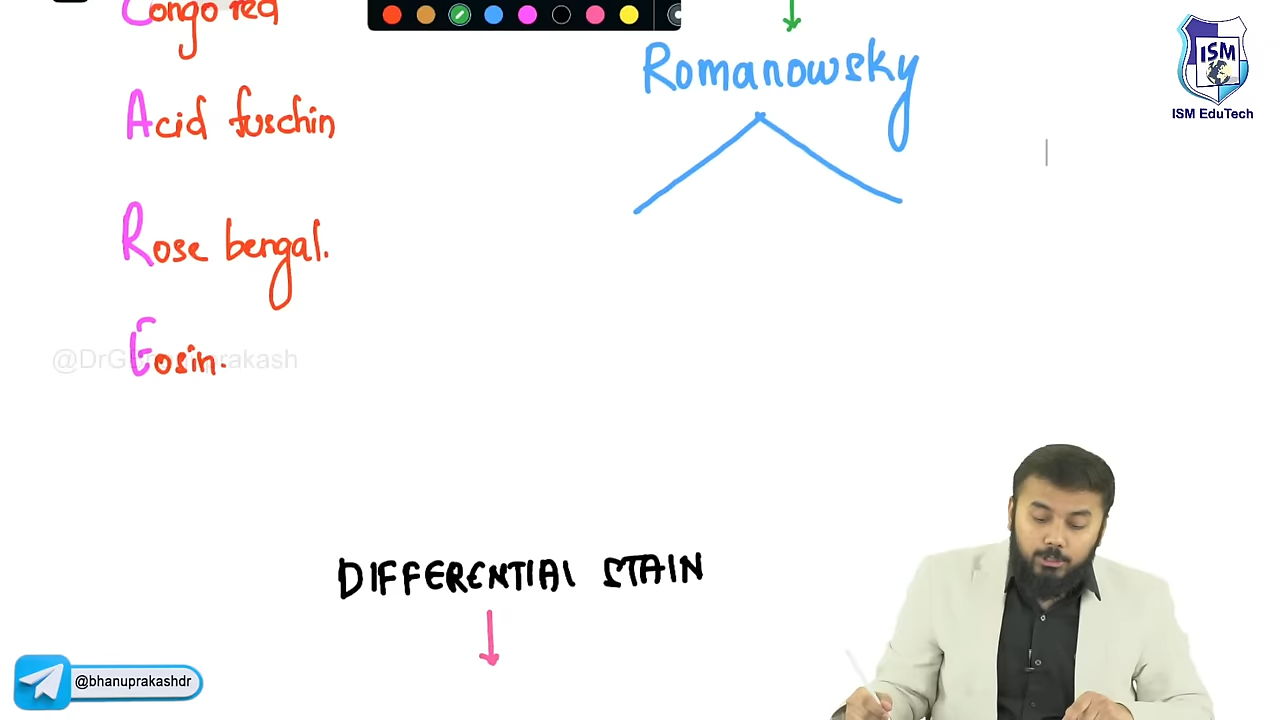 Congo red
Acid fuschin
Rose bengal.
Eosin.
Romanowsky
DIFFERENTIAL STAIN
ISM
ISM EduTech
@bhanuprakashdr